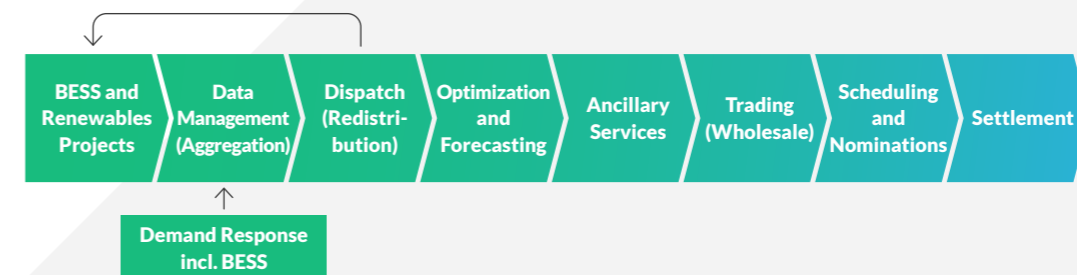 BESS and
Renewables
Projects
Data
Management
(Aggregation)
Dispatch
(Redistri-
bution)
Optimization
and
Forecasting
Ancillary
Services
Trading
(Wholesale)
Scheduling
and
Nominations
Settlement
Demand Response
incl. BESS